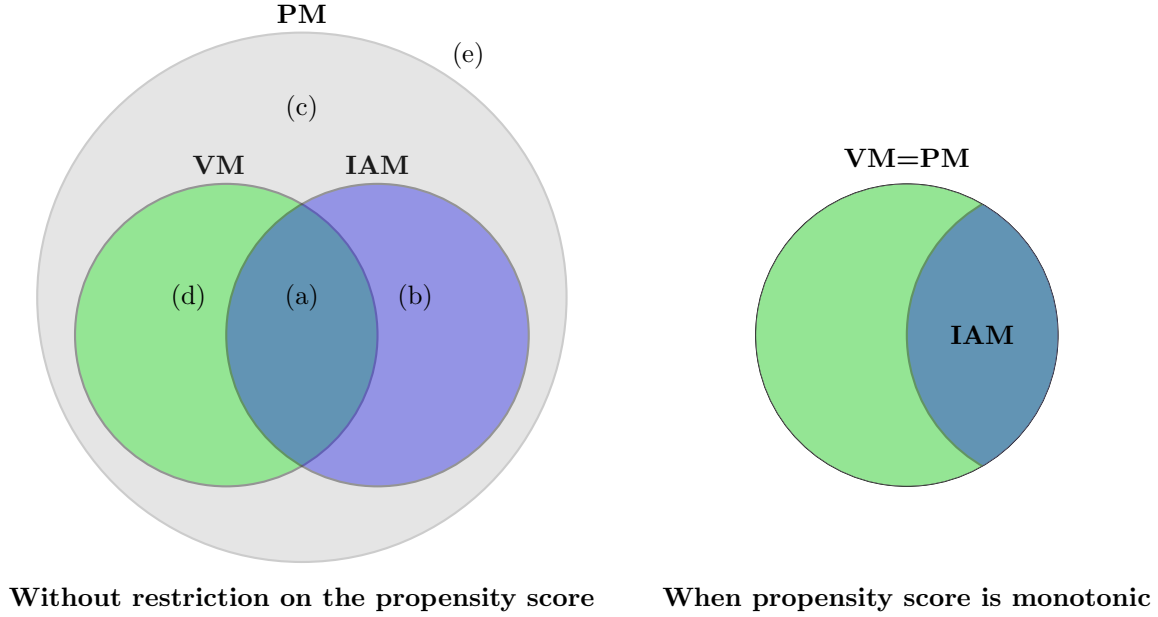 PM
(e)
(c)
VM
IAM
(d)
(a)
(b)
Without restriction on the propensity score
VM=PM
IAM
When propensity score is monotonic